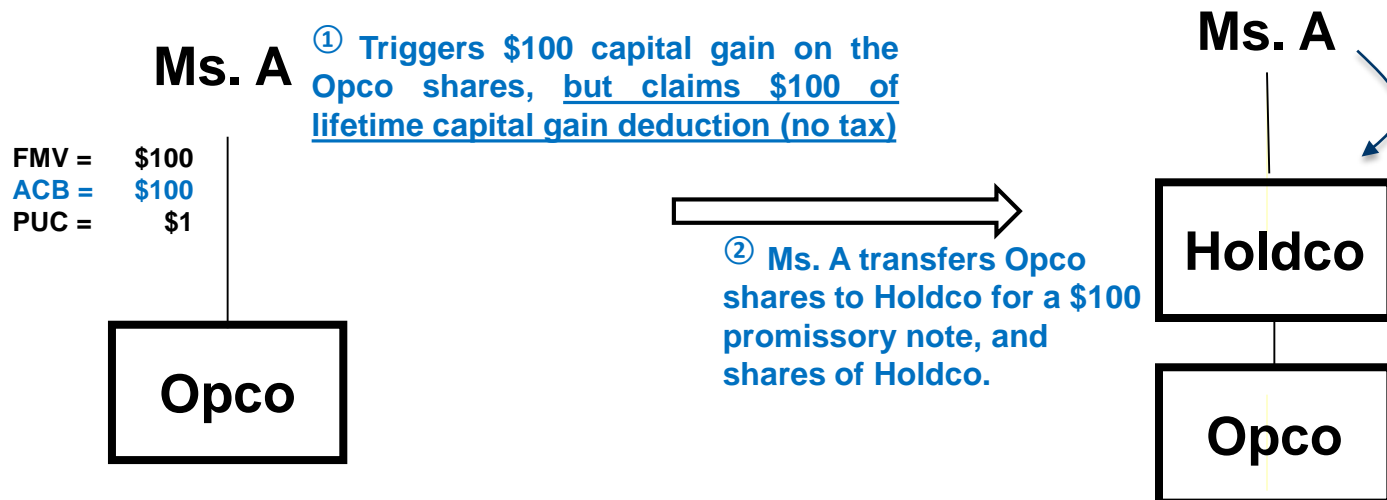 Ms. A
① Triggers $100 capital gain on the
Opco shares, but claims $100 of
lifetime capital gain deduction (no tax)
FMV = $100
ACB = $100
PUC = $1
Opco
② Ms. A transfers Opco
shares to Holdco for a $100
promissory note, and
shares of Holdco.
Ms. A
Holdco
Opco